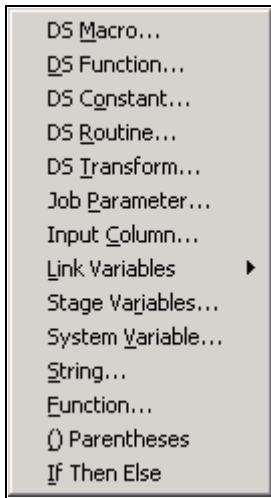 DS Macro...
DS Function...
DS Constant...
DS Routine...
DS Transform...
Job Parameter...
Input Column...
Link Variables
Stage Variables...
System Variable...
String...
Function...
() Parentheses
If Then Else